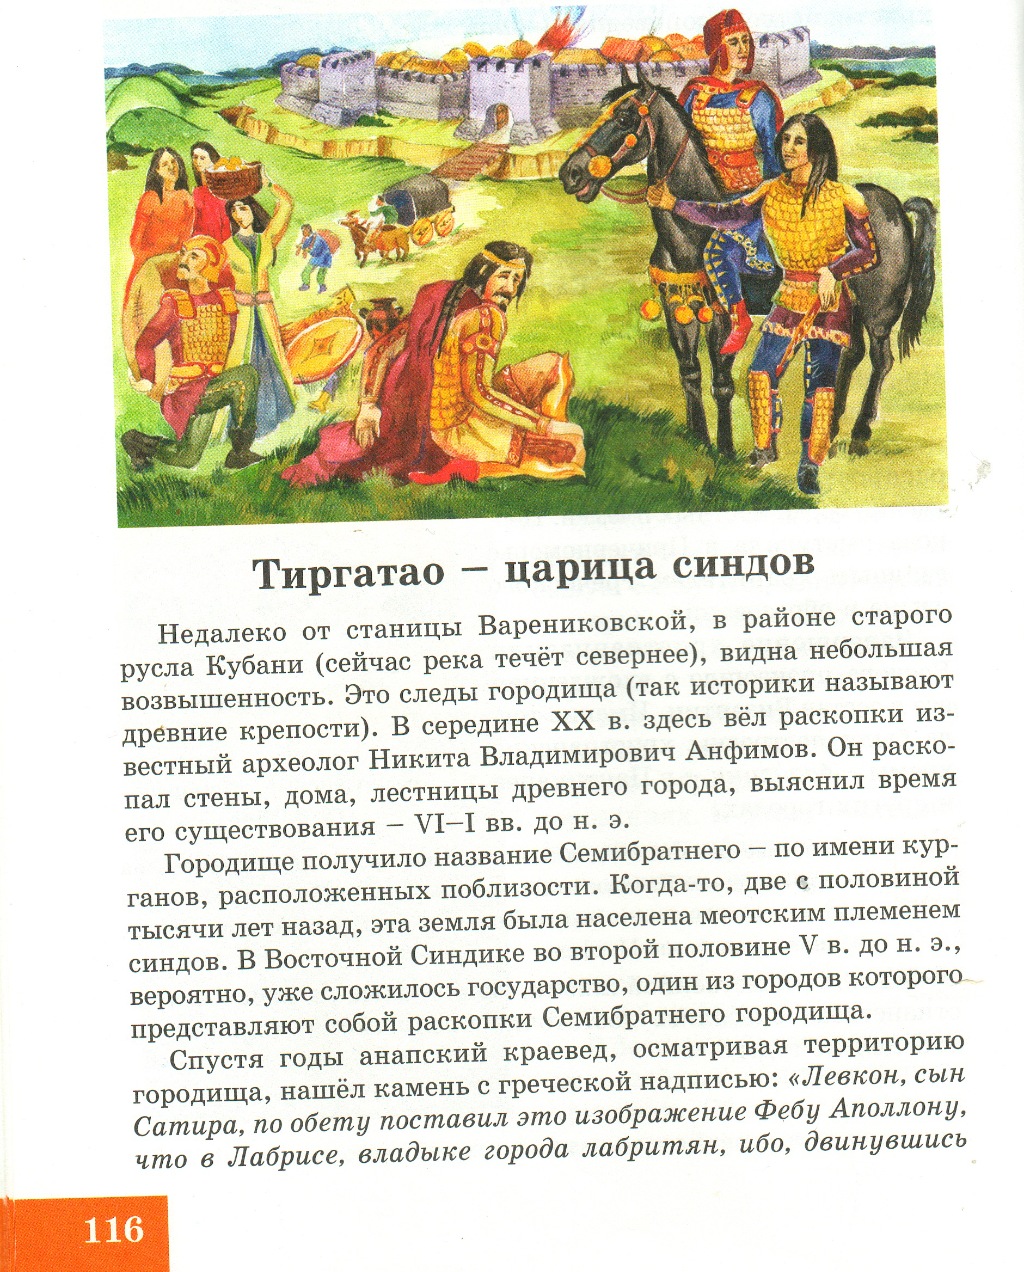 Тиргатао – царица синдов
Недалеко от станицы Варениковской, в районе старого
русла Кубани (сейчас река течёт севернее), видна небольшая
возвышенность. Это следы городища (так историки называют
древние крепости). В середине XX в. здесь вёл раскопки из-
вестный археолог Никита Владимирович Анфимов. Он раско-
пал стены, дома, лестницы древнего города, выяснил время
его существования – VI–I вв. до н. э.
Городище получило название Семибратнего – по имени кур-
ганов, расположенных поблизости. Когда-то, две с половиной
тысячи лет назад, эта земля была населена меотским племенем
синдов. В Восточной Синдике во второй половине V в. до н. э.,
вероятно, уже сложилось государство, один из городов которого
представляют собой раскопки Семибратнего городища.
Спустя годы анапский краевед, осматривая территорию
городища, нашёл камень с греческой надписью: «Левкон, сын
Сатира, по обету поставил это изображение Фебу Аполлону,
что в Лабрисе, владыке города лабритян, ибо, двинувшись
116